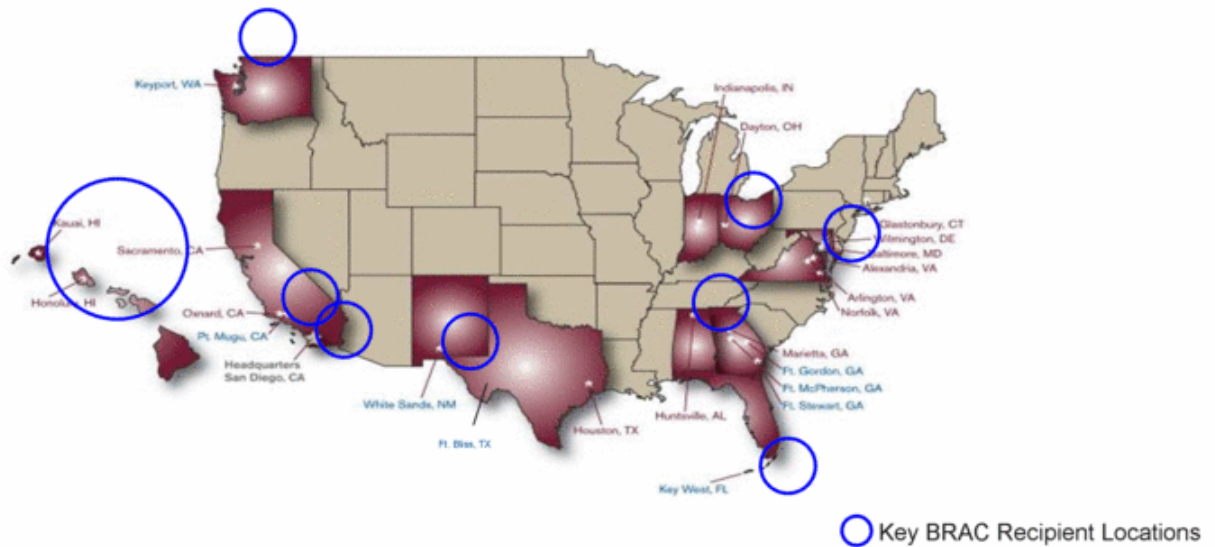 Keyport, WA
Indianapolis, IN
Dayton, OH
Kauai, HI
Sacramento, CA
Honolulu, HI
Oxnard, CA
Pt. Mugu, CA
Headquarters
San Diego, CA
White Sands, NM
Ft. Bliss, TX
Houston, TX
Glastonbury, CT
Wilmington, DE
Baltimore, MD
Alexandria, VA
Arlington, VA
Norfolk, VA
Marietta, GA
Ft. Gordon, GA
Ft. McPherson, GA
Ft. Stewart, GA
Huntsville, AL
Key West, FL
Key BRAC Recipient Locations